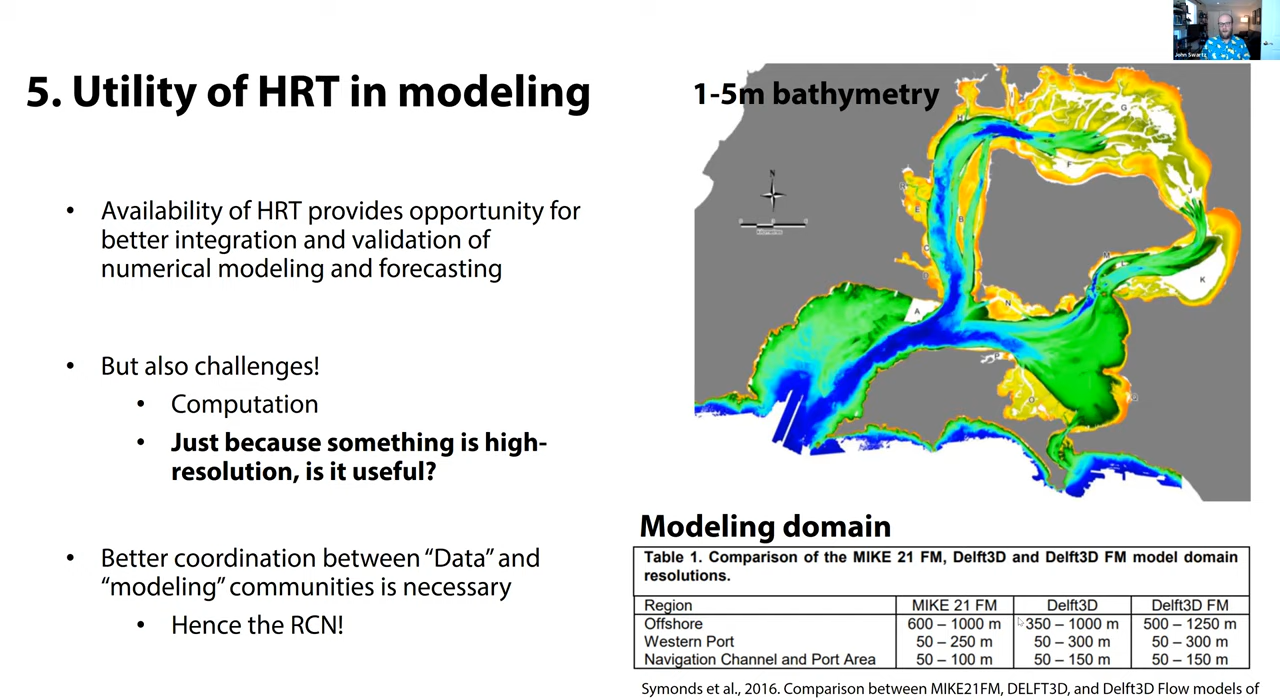 John Swartz
5. Utility of HRT in modeling
1-5m bathymetry
• Availability of HRT provides opportunity for
better integration and validation of
numerical modeling and forecasting
• But also challenges!
• Computation
• Just because something is high-
resolution, is it useful?
• Better coordination between “Data” and
“modeling” communities is necessary
• Hence the RCN!
N
H
G
F
J
E
B
C
M
L
K
A
N
Q
Modeling domain
Table 1. Comparison of the MIKE 21 FM, Delft3D and Delft3D FM model domain
resolutions.
Region MIKE 21 FM Delft3D Delft3D FM
Offshore 600 – 1000 m 350 – 1000 m 500 – 1250 m
Western Port 50 – 250 m 50 – 300 m 50 – 300 m
Navigation Channel and Port Area 50 – 100 m 50 – 150 m 50 – 150 m
Symonds et al., 2016. Comparison between MIKE21FM, DELFT3D, and Delft3D Flow models of